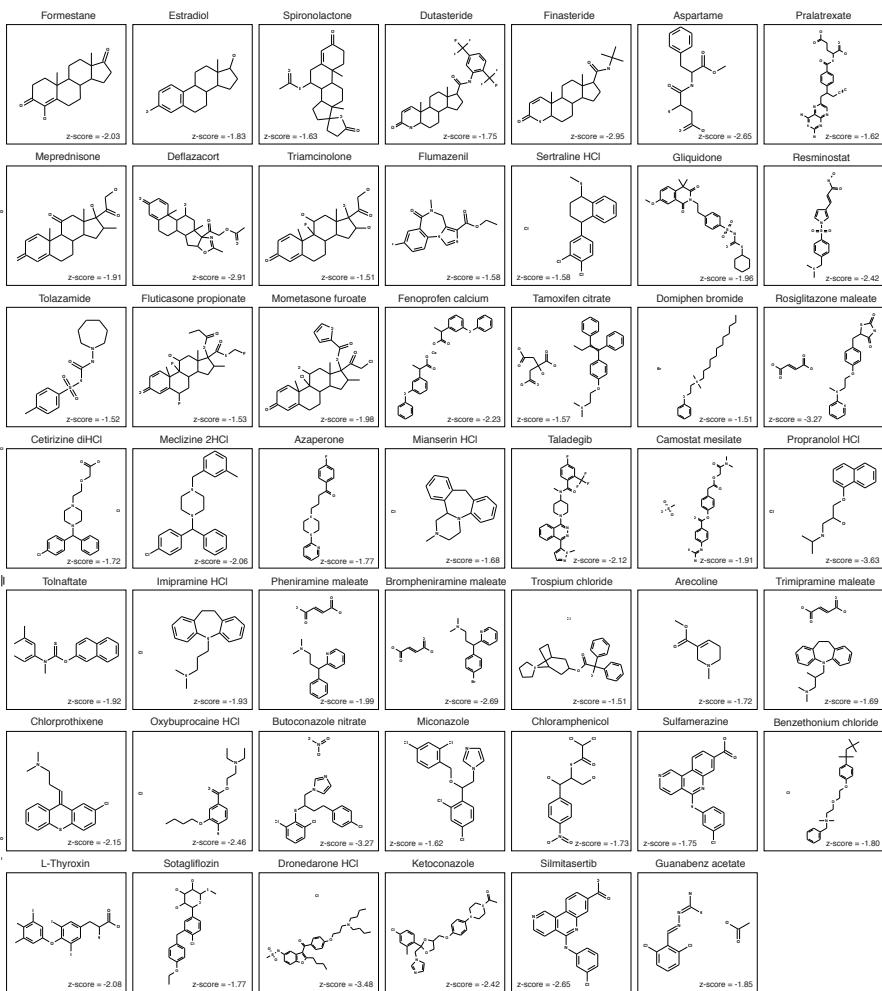 Formestane Estradiol Spironolactone Dutasteride Finasteride Aspartame Pralatrexate
z-score = -2.03 z-score = -1.83 z-score = -1.63 z-score = -1.75 z-score = -2.95 z-score = -2.65 z-score = -1.62
Meprednisone Deflazacort Triamcinolone Flumazenil Sertraline HCl Gliquidone Resminostat
z-score = -1.91 z-score = -2.91 z-score = -1.51 z-score = -1.58 z-score = -1.58 z-score = -1.96 z-score = -2.42
Tolazamide Fluticasone propionate Mometasone furoate Fenoprofen calcium Tamoxifen citrate Domiphen bromide Rosiglitazone maleate
z-score = -1.52 z-score = -1.53 z-score = -1.98 z-score = -2.23 z-score = -1.57 z-score = -1.51 z-score = -3.27
Cetirizine diHCl Meclizine 2HCl Azaperone Mianserin HCl Taladegib Camostat mesilate Propranolol HCl
z-score = -1.72 z-score = -2.06 z-score = -1.77 z-score = -1.68 z-score = -2.12 z-score = -1.91 z-score = -3.63
Tolnaftate Imipramine HCl Pheniramine maleate Brompheniramine maleate Trospium chloride Arecoline Trimipramine maleate
z-score = -1.92 z-score = -1.93 z-score = -1.99 z-score = -2.69 z-score = -1.51 z-score = -1.72 z-score = -1.69
Chlorprothixene Oxybuprocaine HCl Butoconazole nitrate Miconazole Chloramphenicol Sulfamerazine Benzethonium chloride
z-score = -2.15 z-score = -2.46 z-score = -3.27 z-score = -1.62 z-score = -1.73 z-score = -1.75 z-score = -1.80
L-Thyroxin Sotagliflozin Dronedarone HCl Ketoconazole Silmitasertib Guanabenz acetate
z-score = -2.08 z-score = -1.77 z-score = -3.48 z-score = -2.42 z-score = -2.65 z-score = -1.85